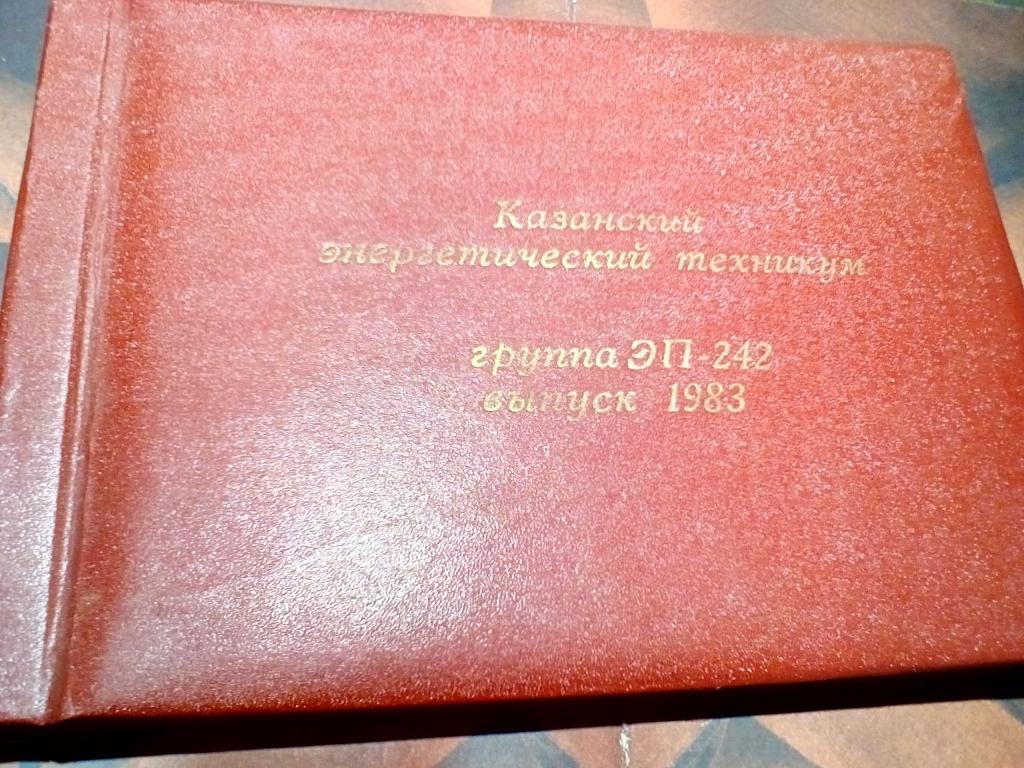 Казанский
энергетический техникум
группа ЭП-242
выпуск 1983